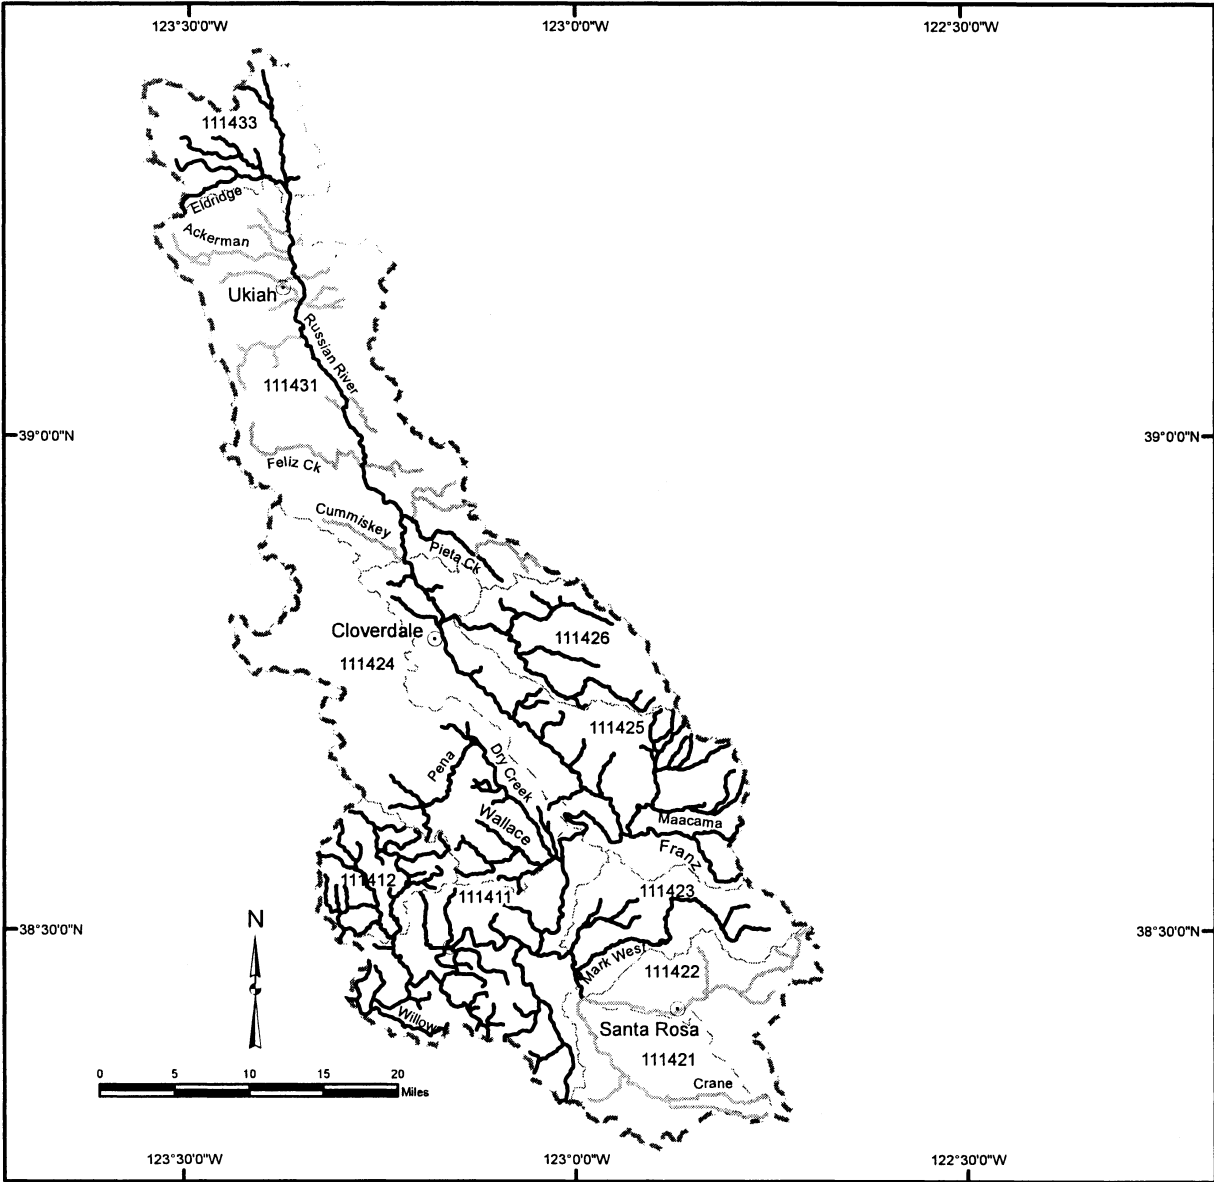 123°30'0"W 123°0'0"W 122°30'0"W
111433
Eldridge
Ackerman
Ukiah
Russian River
111431
39°0'0"N 39°0'0"N
Feliz Ck
Cummiskey
Pieta Ck
Cloverdale
111426
111424
111425
Pena
Dry Creek
Wallace
Maacama
Franz
111412
111411
111423
N
38°30'0"N 38°30'0"N
Mark West
111422
Willow
Santa Rosa
111421
0 5 10 15 20
Miles
Crane
123°30'0"W 123°0'0"W 122°30'0"W